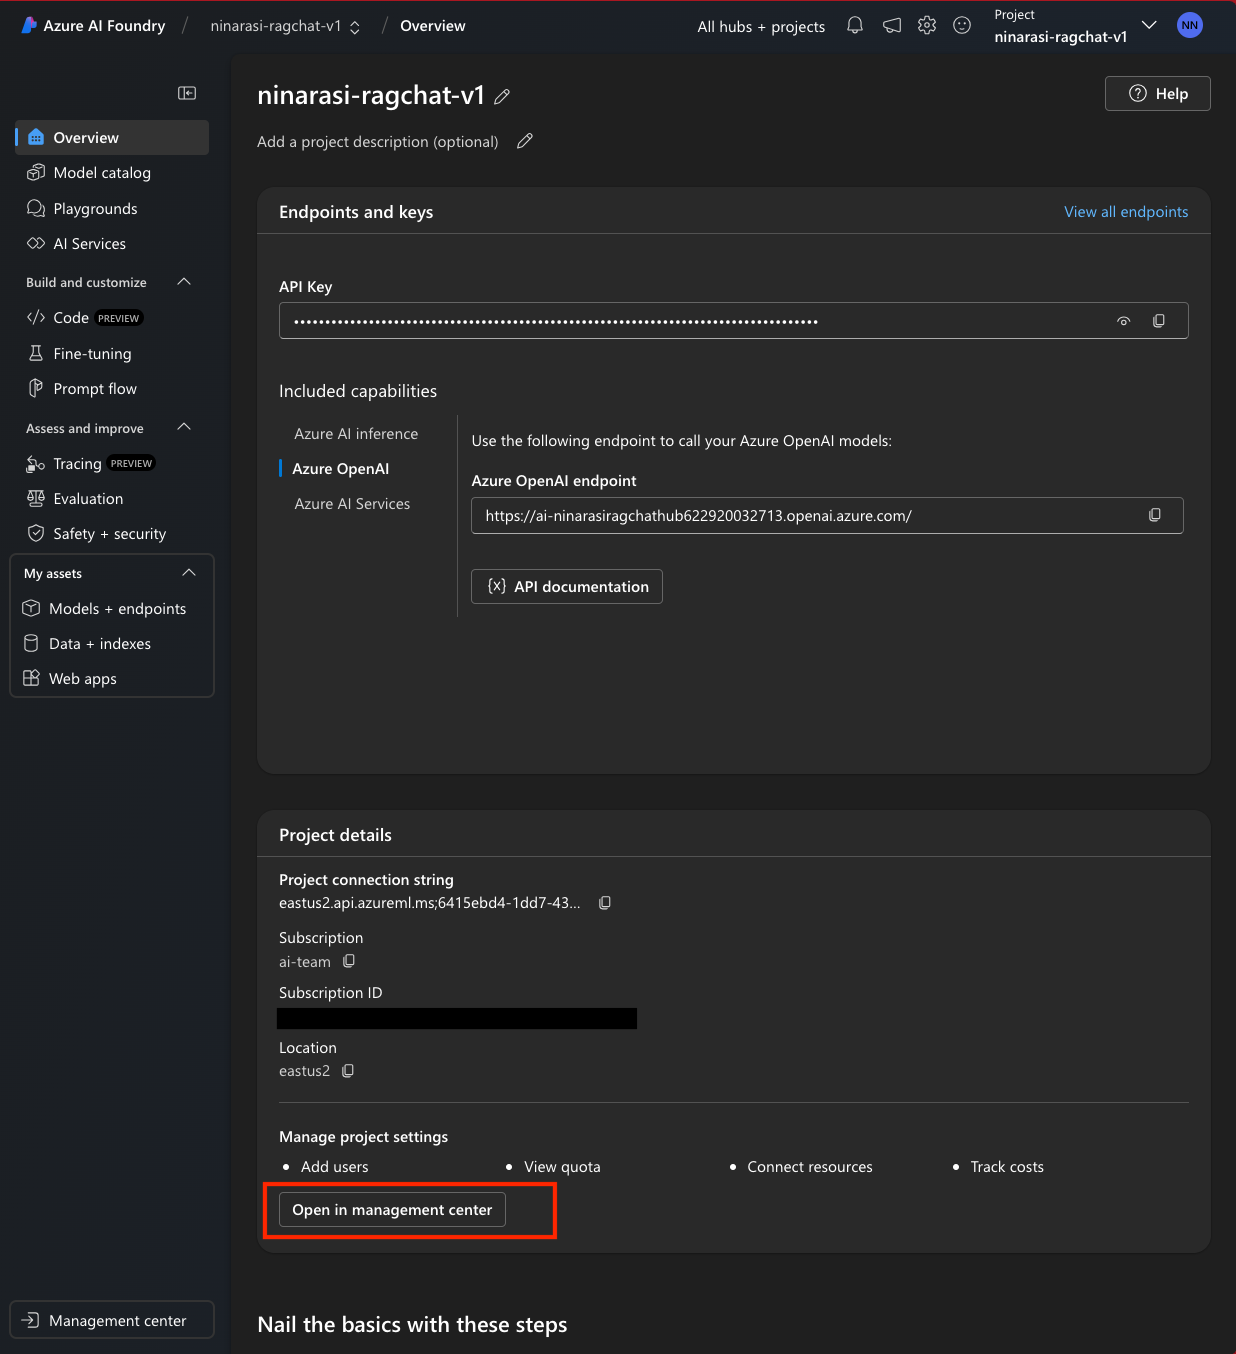 Azure AI Foundry / ninarasi-ragchat-v1 / Overview
All hubs + projects
Project
ninarasi-ragchat-v1
NN
Overview
Model catalog
Playgrounds
AI Services
Build and customize
Code PREVIEW
Fine-tuning
Prompt flow
Assess and improve
Tracing PREVIEW
Evaluation
Safety + security
My assets
Models + endpoints
Data + indexes
Web apps
Management center
ninarasi-ragchat-v1
Help
Add a project description (optional)
Endpoints and keys
View all endpoints
API Key
Included capabilities
Azure AI inference
Azure OpenAI
Azure AI Services
Use the following endpoint to call your Azure OpenAI models:
Azure OpenAI endpoint
https://ai-ninarasiragchathub622920032713.openai.azure.com/
{x} API documentation
Project details
Project connection string
eastus2.api.azureml.ms;6415ebd4-1dd7-43...
Subscription
ai-team
Subscription ID
Location
eastus2
Manage project settings
• Add users
• View quota
• Connect resources
• Track costs
Open in management center
Nail the basics with these steps